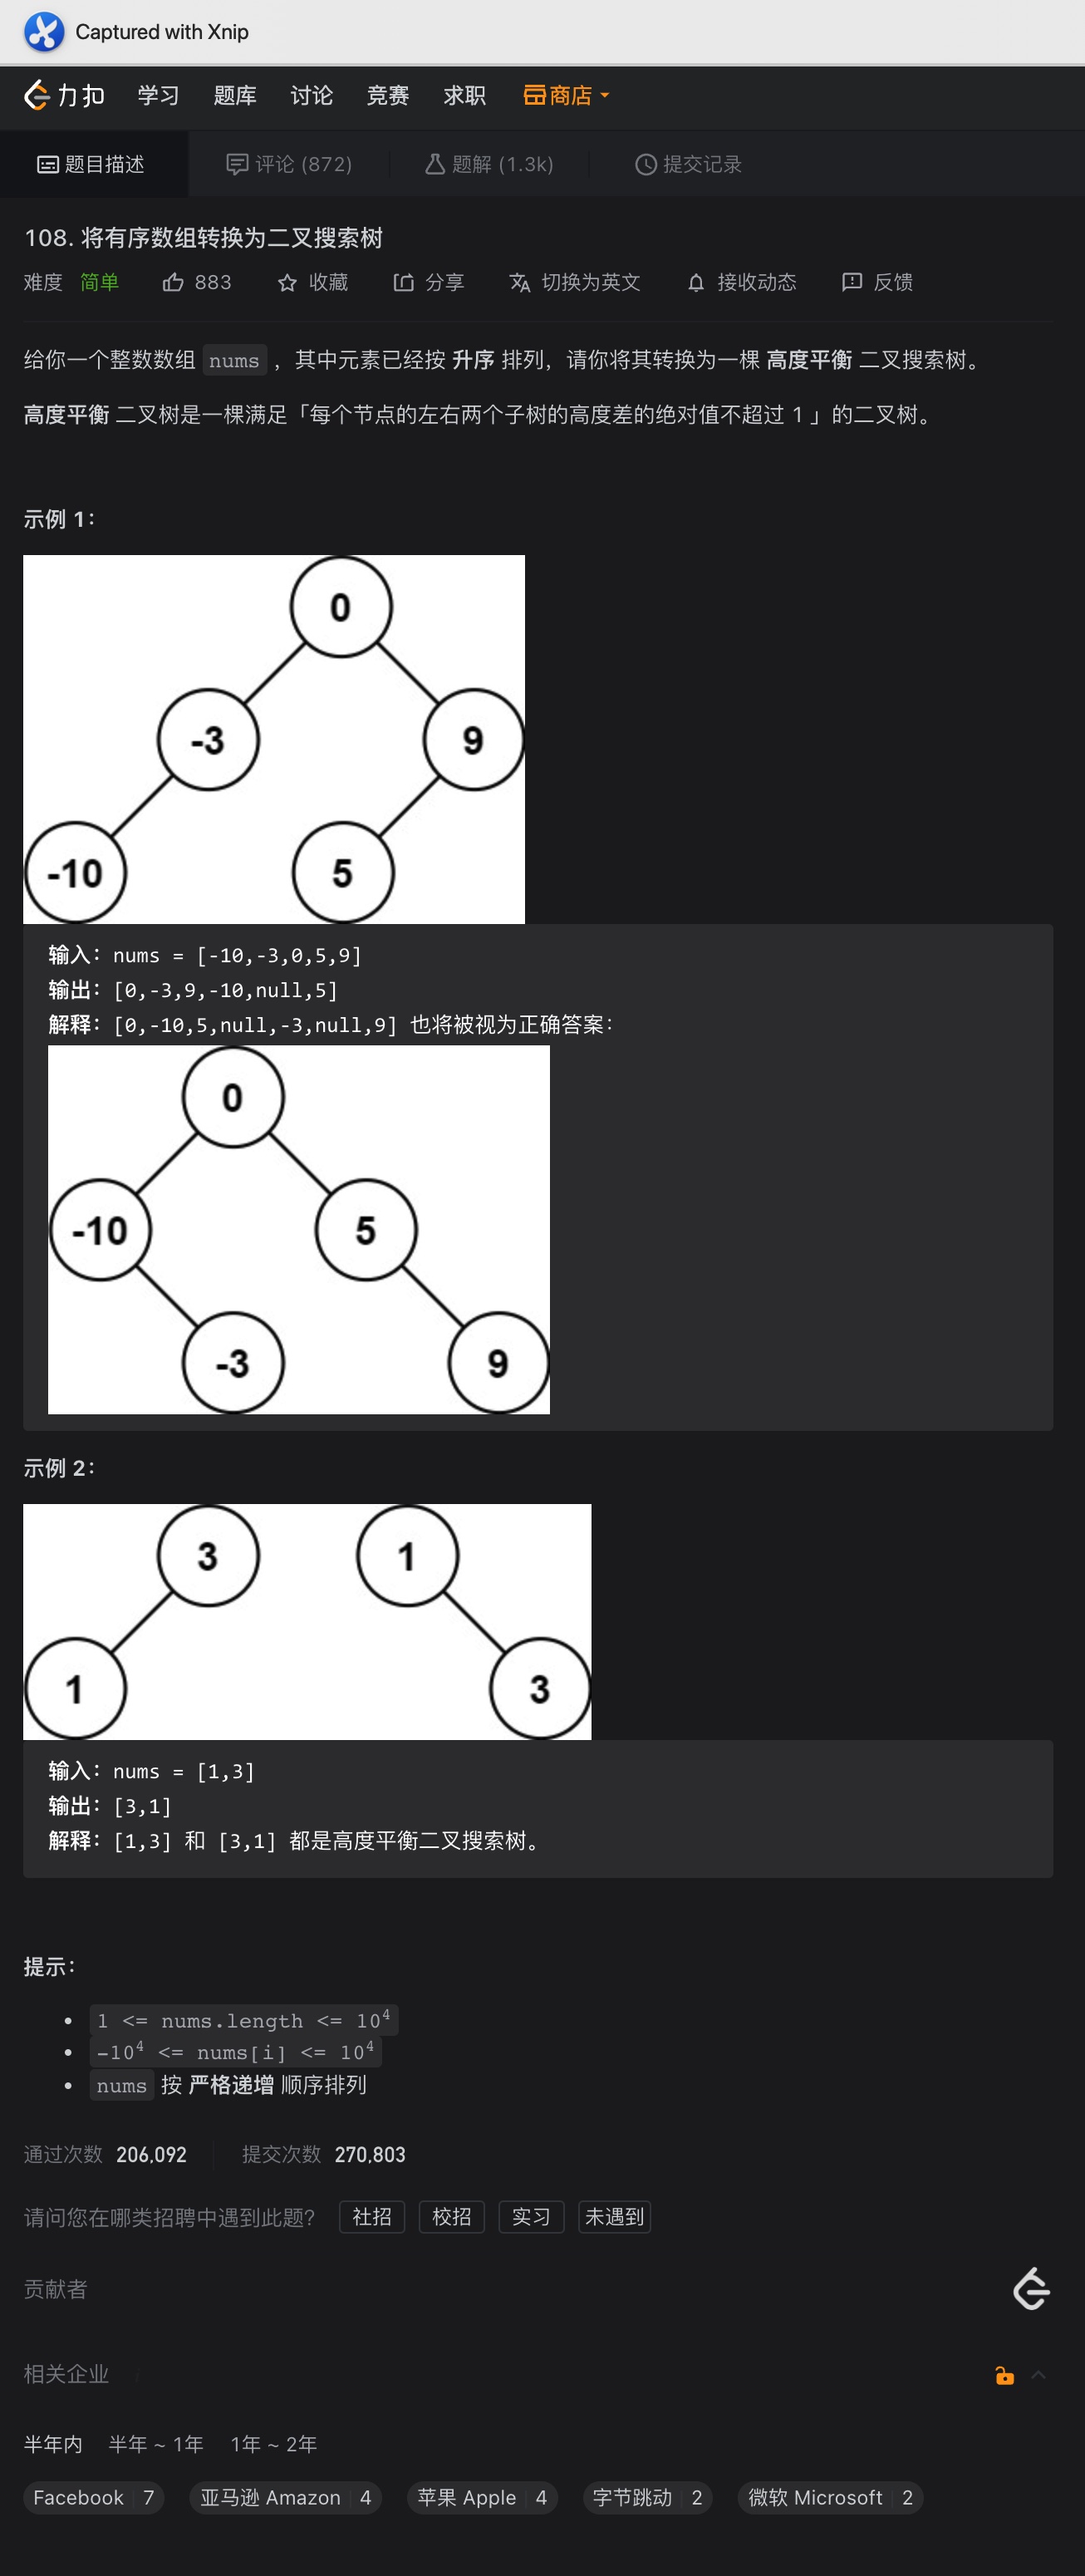 Captured with Xnip
力扣 学习 题库 讨论 竞赛 求职 商店
题目描述 评论 (872) 题解 (1.3k) 提交记录
108. 将有序数组转换为二叉搜索树
难度 简单 883 收藏 分享 切换为英文 接收动态 反馈
给你一个整数数组 nums ，其中元素已经按 升序 排列，请你将其转换为一棵 高度平衡 二叉搜索树。
高度平衡 二叉树是一棵满足「每个节点的左右两个子树的高度差的绝对值不超过 1 」的二叉树。
示例 1：
0
-3 9
-10 5
输入：nums = [-10,-3,0,5,9]
输出：[0,-3,9,-10,null,5]
解释：[0,-10,5,null,-3,null,9] 也将被视为正确答案：
0
-10 5
-3 9
示例 2：
3 1
1 3
输入：nums = [1,3]
输出：[3,1]
解释：[1,3] 和 [3,1] 都是高度平衡二叉搜索树。
提示：
• 1 <= nums.length <= 10⁴
• -10⁴ <= nums[i] <= 10⁴
• nums 按 严格递增 顺序排列
通过次数 206,092 提交次数 270,803
请问您在哪类招聘中遇到此题？ 社招 校招 实习 未遇到
贡献者
相关企业
半年内 半年 ~ 1年 1年 ~ 2年
Facebook 7 亚马逊 Amazon 4 苹果 Apple 4 字节跳动 2 微软 Microsoft 2